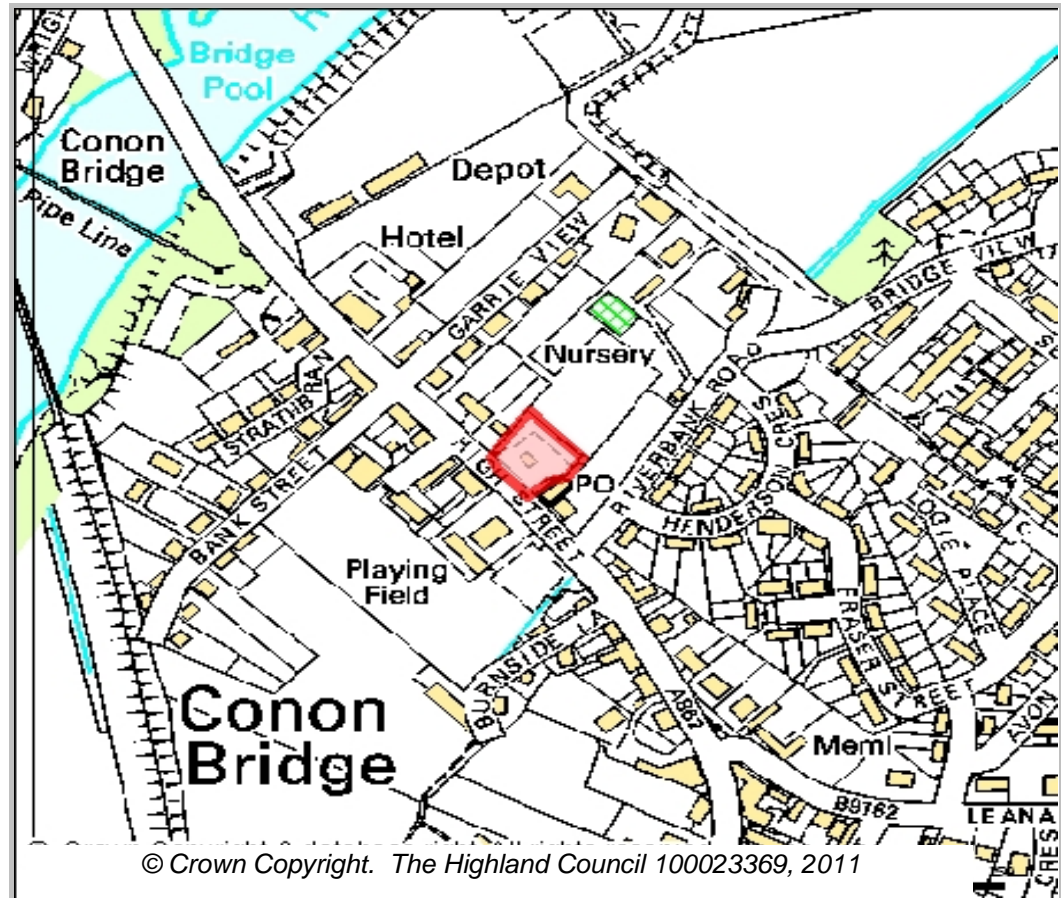 Bridge
Pool
Conon
Bridge
Pipe Line
Depot
Hotel
GARRIE VIEW
BRIDGE VIEW
Nursery
STRATHBRAN
BANK STREET
PO
STREET
RIVERBANK ROAD
HENDERSON CRES
LOGIE PLACE
FRASER STREET
Playing
Field
BURNSIDE
A862
Conon
Bridge
Meml
B9162
LEANA
CRES
© Crown Copyright. The Highland Council 100023369, 2011